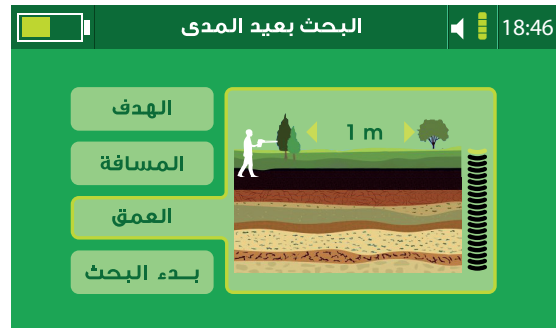 البحث بعيد المدى
18:46
الهدف
المسافة
العمق
بـدء البحث
1 m